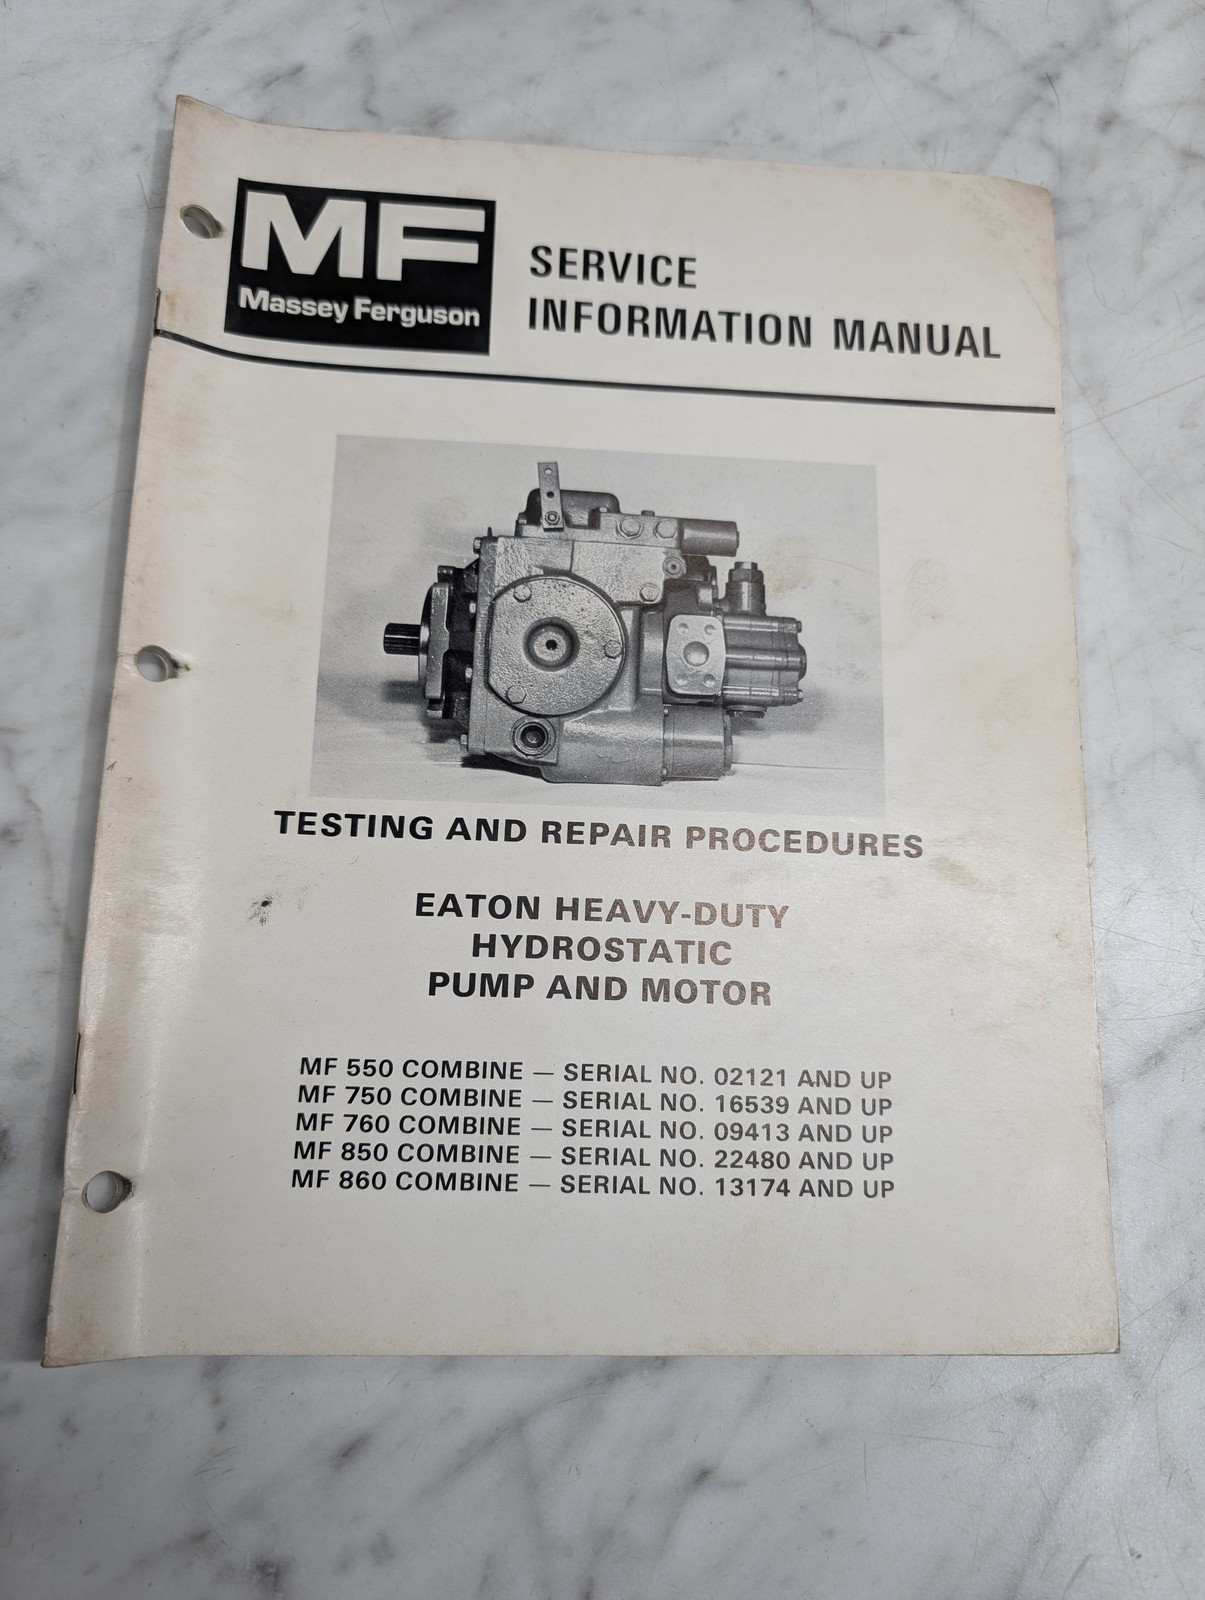 MF
Massey Ferguson
SERVICE
INFORMATION MANUAL
TESTING AND REPAIR PROCEDURES
EATON HEAVY-DUTY
HYDROSTATIC
PUMP AND MOTOR
MF 550 COMBINE — SERIAL NO. 02121 AND UP
MF 750 COMBINE — SERIAL NO. 16539 AND UP
MF 760 COMBINE — SERIAL NO. 09413 AND UP
MF 850 COMBINE — SERIAL NO. 22480 AND UP
MF 860 COMBINE — SERIAL NO. 13174 AND UP